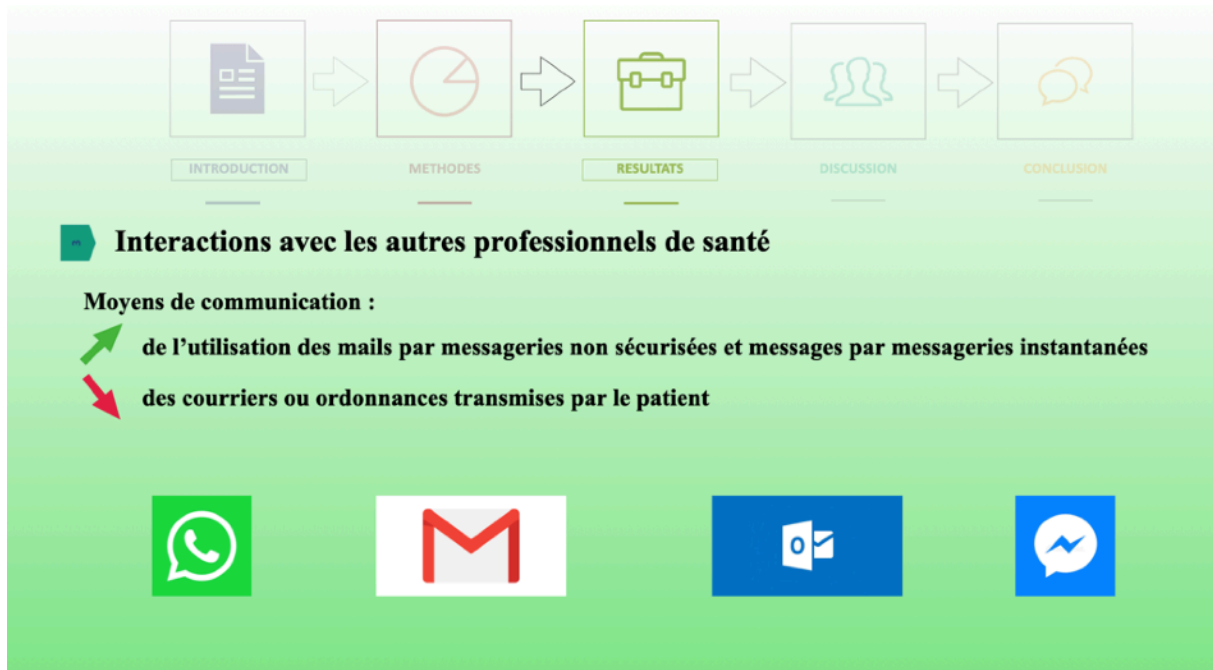 INTRODUCTION
METHODES
RESULTATS
DISCUSSION
CONCLUSION
Interactions avec les autres professionnels de santé
Moyens de communication :
de l’utilisation des mails par messageries non sécurisées et messages par messageries instantanées
des courriers ou ordonnances transmises par le patient